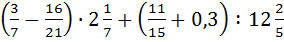 (3/7 − 16/21) · 2 1/7 + (11/15 + 0,3) : 12 2/5